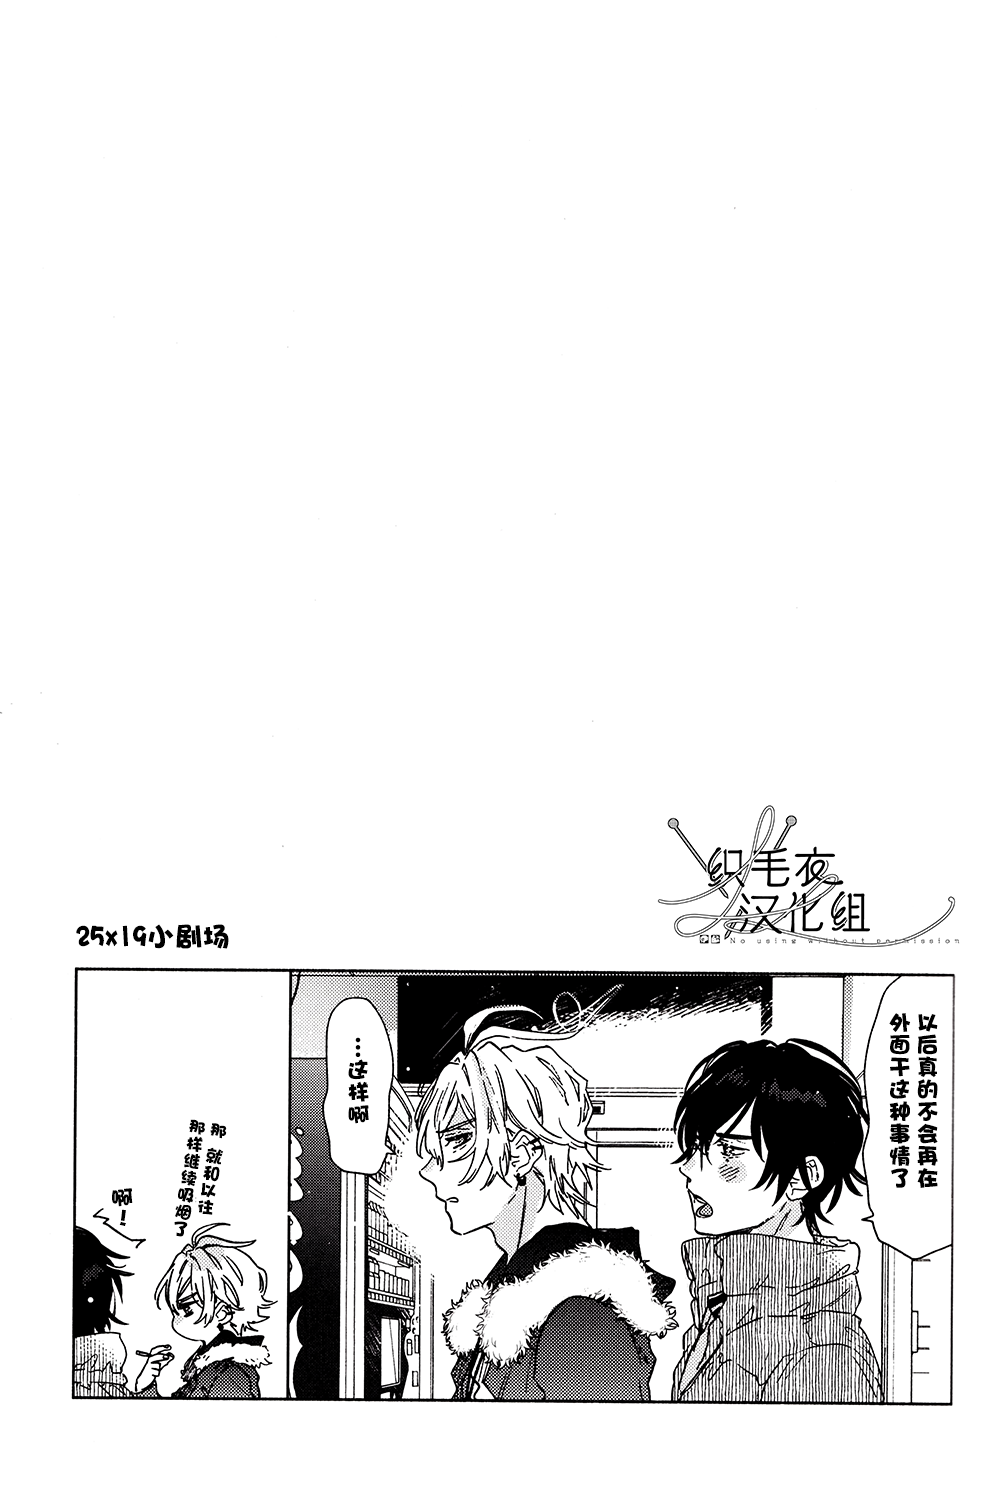 织毛衣
汉化组
No using without permission
25x19小剧场
以后真的不会再在
外面干这种事情了
…这样啊
那 就和以往
那样继续吸烟了
啊！